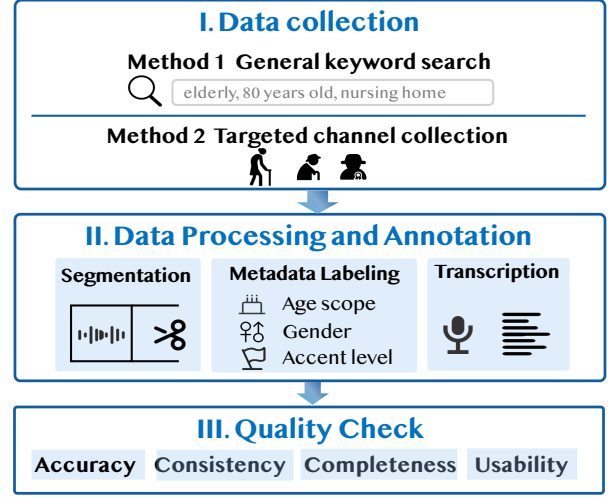 I. Data collection
Method 1 General keyword search
elderly, 80 years old, nursing home
Method 2 Targeted channel collection
II. Data Processing and Annotation
Segmentation
Metadata Labeling
Age scope
Gender
Accent level
Transcription
III. Quality Check
Accuracy Consistency Completeness Usability